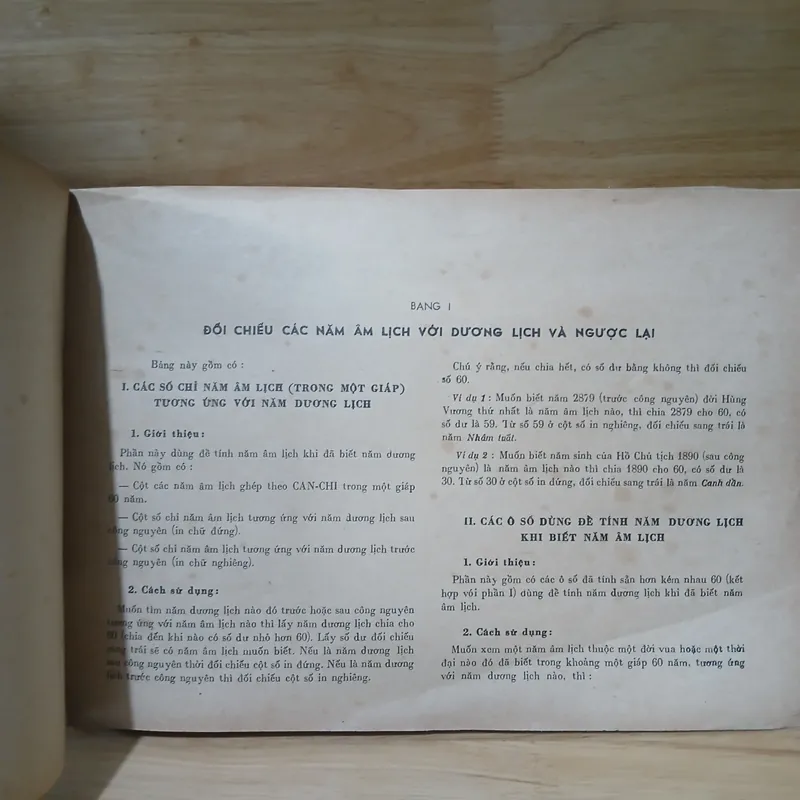 BẢNG I
ĐỐI CHIẾU CÁC NĂM ÂM LỊCH VỚI DƯƠNG LỊCH VÀ NGƯỢC LẠI
Bảng này gồm có :
I. CÁC SỐ CHỈ NĂM ÂM LỊCH (TRONG MỘT GIÁP)
TƯƠNG ỨNG VỚI NĂM DƯƠNG LỊCH
1. Giới thiệu:
Phần này dùng để tính năm âm lịch khi đã biết năm dương
lịch. Nó gồm có :
— Cột các năm âm lịch ghép theo CAN-CHI trong một giáp
60 năm.
— Cột số chỉ năm âm lịch tương ứng với năm dương lịch sau
công nguyên (in chữ đứng).
— Cột số chỉ năm âm lịch tương ứng với năm dương lịch trước
công nguyên (in chữ nghiêng).
2. Cách sử dụng:
Muốn tìm năm dương lịch nào đó trước hoặc sau công nguyên
tương ứng với năm âm lịch nào thì lấy năm dương lịch chia cho
60 (chia đến khi nào có số dư nhỏ hơn 60). Lấy số dư đối chiếu
sang trái sẽ có năm âm lịch muốn biết. Nếu là năm dương lịch
sau công nguyên thời đối chiếu cột số in đứng. Nếu là năm dương
lịch trước công nguyên thì đối chiếu cột số in nghiêng.
Chú ý rằng, nếu chia hết, có số dư bằng không thì đối chiếu
số 60.
Ví dụ 1 : Muốn biết năm 2879 (trước công nguyên) đời Hùng
Vương thứ nhất là năm âm lịch nào, thì chia 2879 cho 60, có
số dư là 59. Từ số 59 ở cột số in nghiêng, đối chiếu sang trái là
năm Nhâm tuất.
Ví dụ 2 : Muốn biết năm sinh của Hồ Chủ tịch 1890 (sau công
nguyên) là năm âm lịch nào thì chia 1890 cho 60, có số dư là
30. Từ số 30 ở cột số in đứng, đối chiếu sang trái là năm Canh dần.
II. CÁC Ô SỐ DÙNG ĐỂ TÍNH NĂM DƯƠNG LỊCH
KHI BIẾT NĂM ÂM LỊCH
1. Giới thiệu:
Phần này gồm có các ô số đã tính sẵn hơn kém nhau 60 (kết
hợp với phần I) dùng để tính năm dương lịch khi đã biết năm
âm lịch.
2. Cách sử dụng:
Muốn xem một năm âm lịch thuộc một đời vua hoặc một thời
đại nào đó đã biết trong khoảng một giáp 60 năm, tương ứng
với năm dương lịch nào, thì :